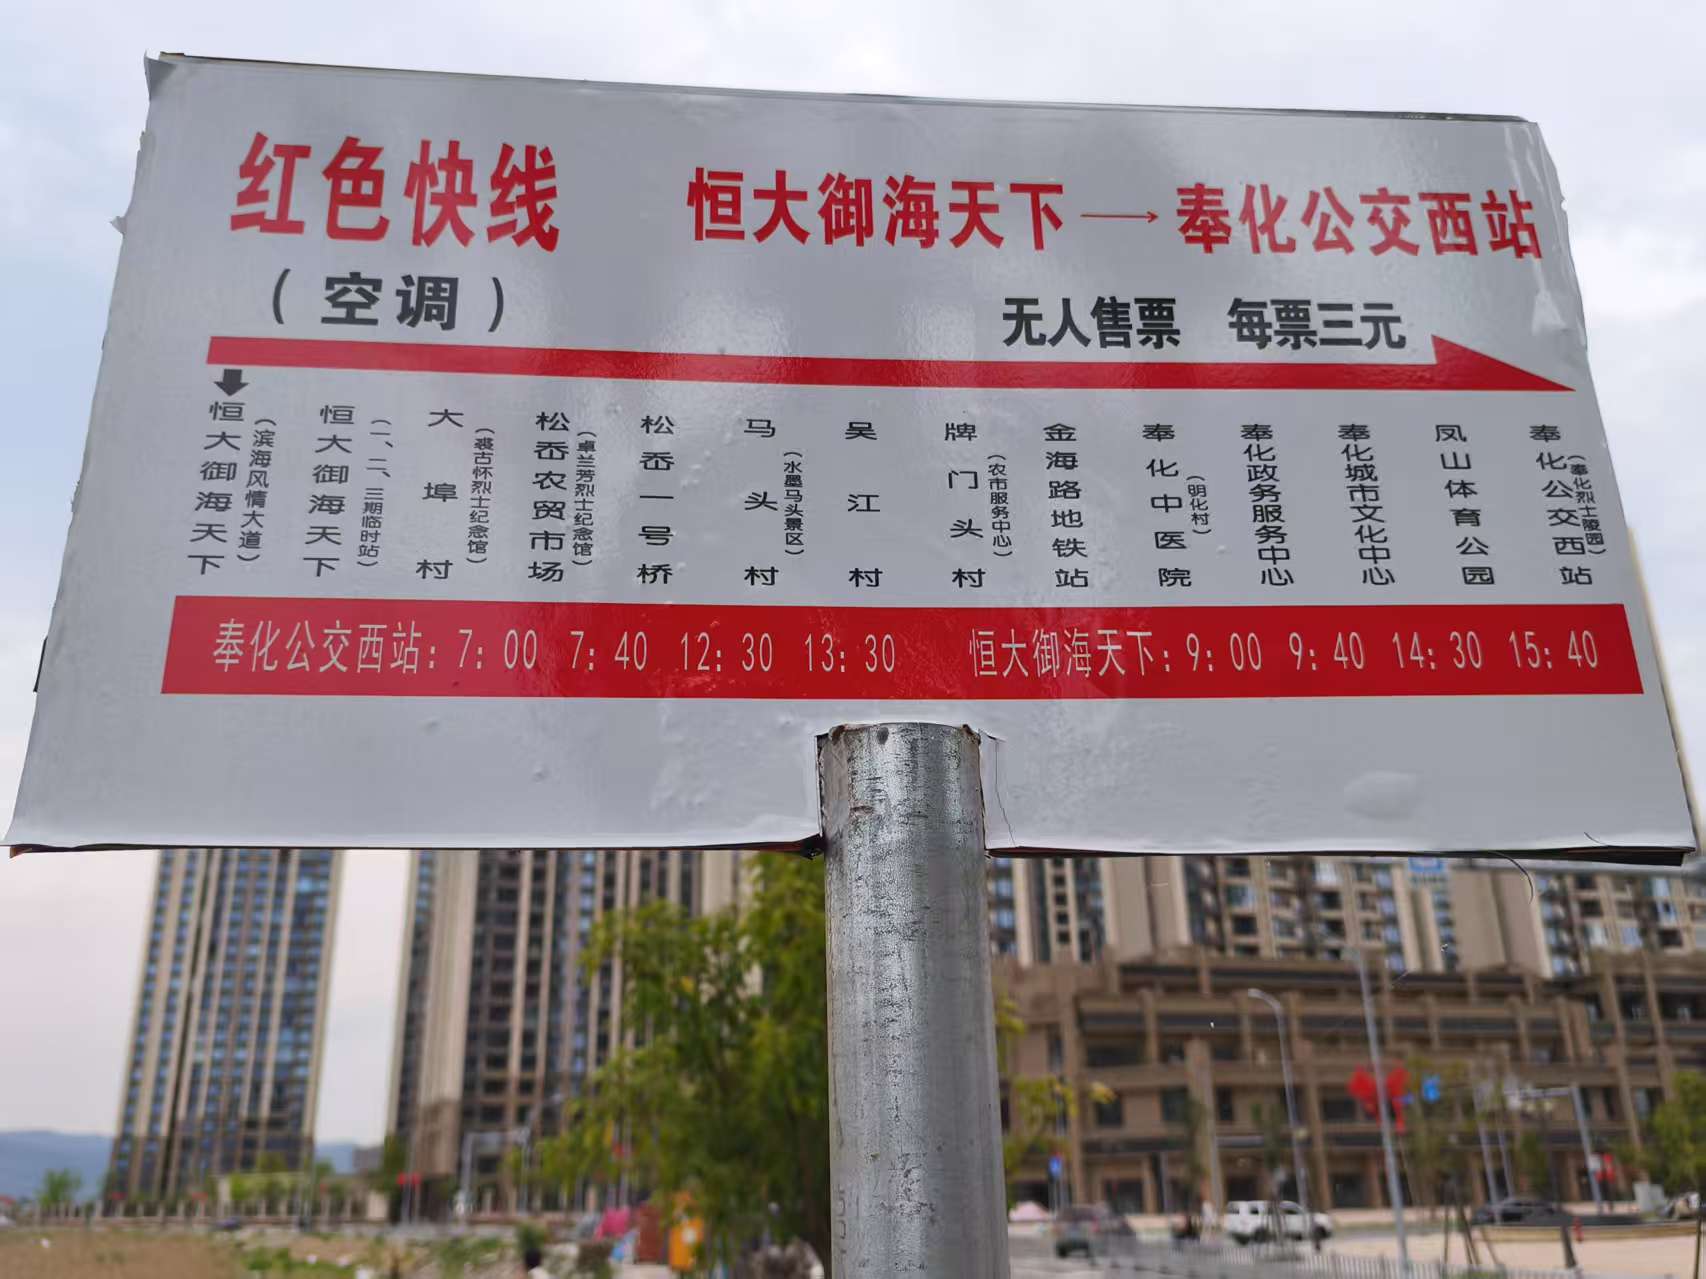 红色快线
恒大御海天下→奉化公交西站
（空调）
无人售票 每票三元
恒大御海天下
（滨海风情大道）
恒大御海天下
（一、二、三期临时站）
大埠村
（裘古怀烈士纪念馆）
松岙农贸市场
（卓兰芳烈士纪念馆）
松岙一号桥
马头村
（水墨马头景区）
吴江村
牌门头村
（农市服务中心）
金海路地铁站
奉化中医院
（明化村）
奉化政务服务中心
奉化城市文化中心
凤山体育公园
奉化公交西站
（奉化烈士陵园）
奉化公交西站：7：00 7：40 12：30 13：30 恒大御海天下：9：00 9：40 14：30 15：40